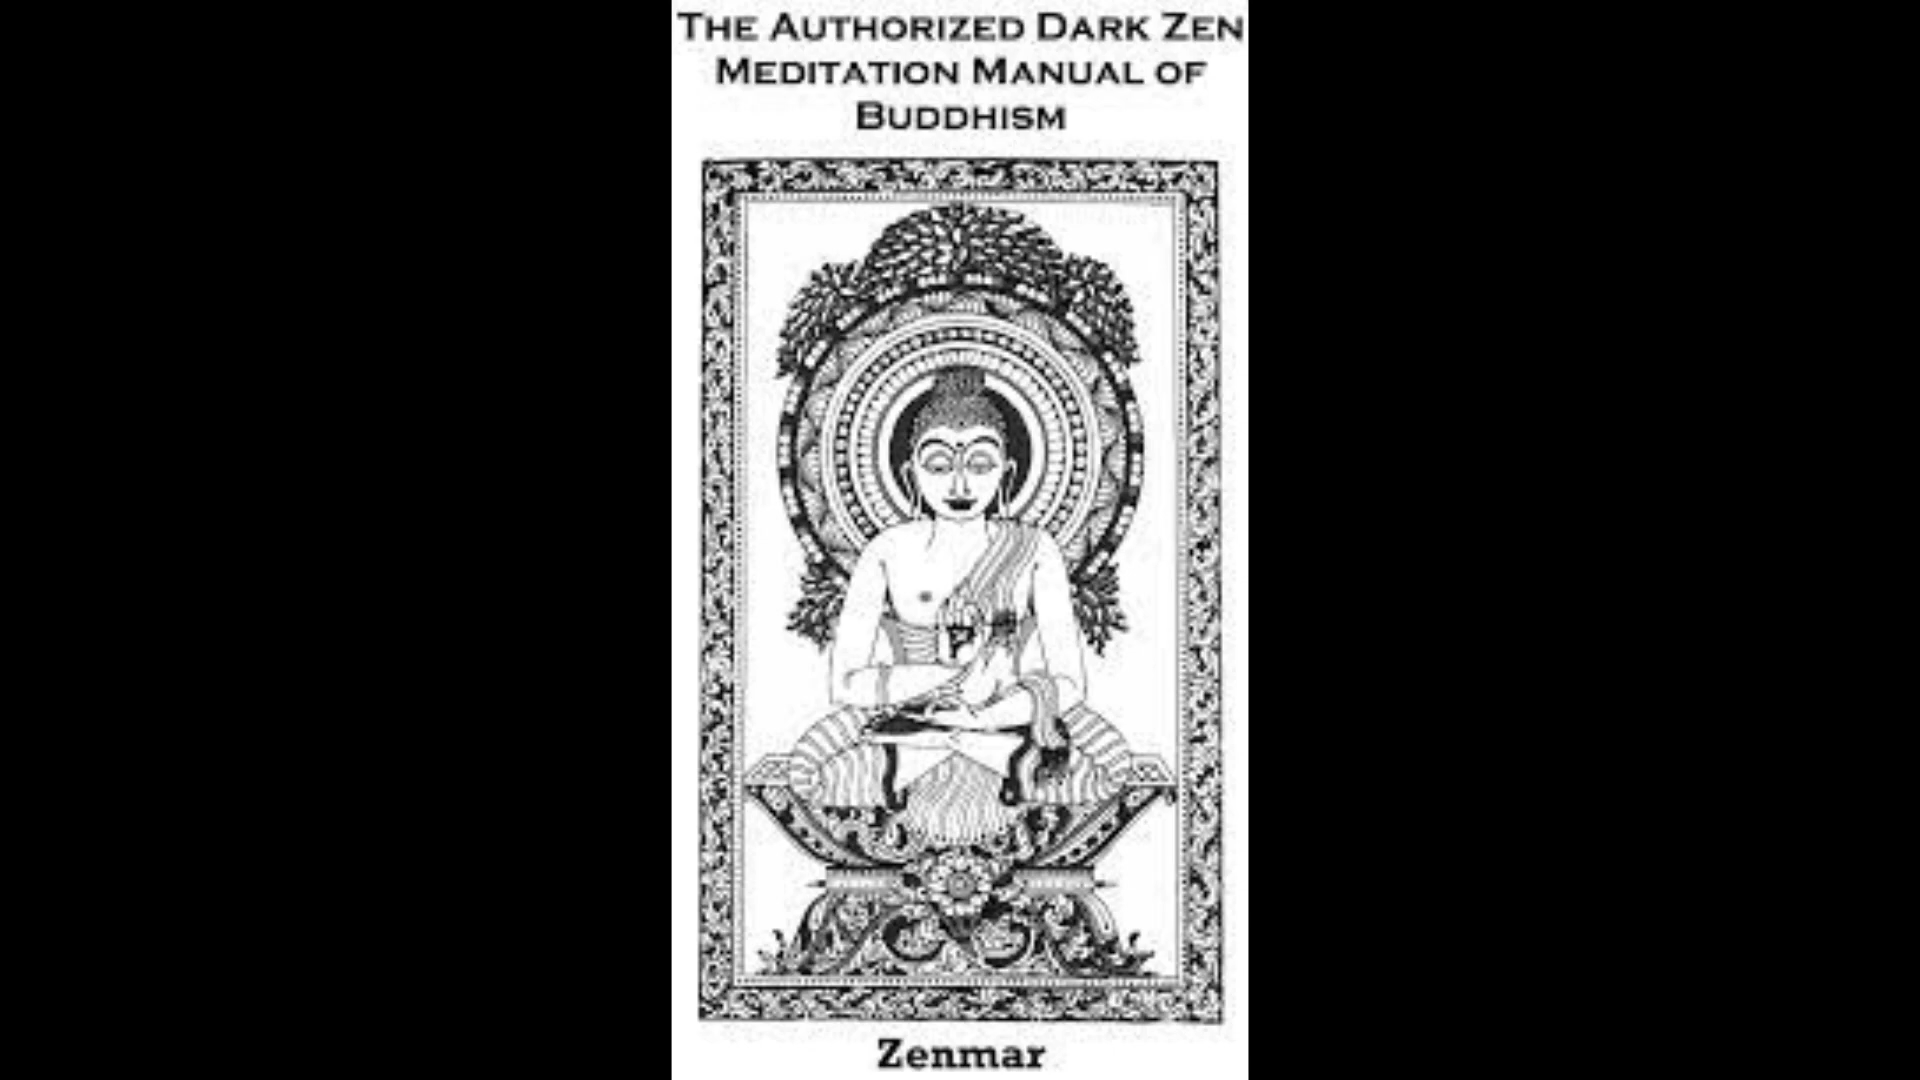 THE AUTHORIZED DARK ZEN
MEDITATION MANUAL OF
BUDDHISM
P
Zenmar